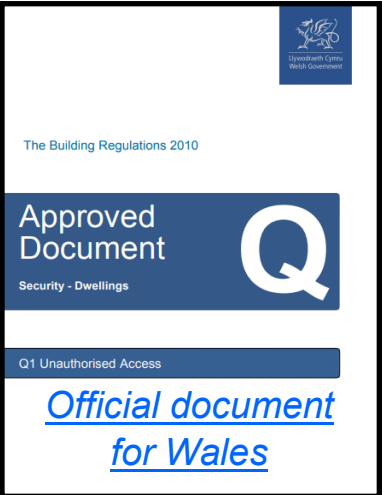 Llywodraeth Cymru
Welsh Government
The Building Regulations 2010
Approved
Document
Q
Security - Dwellings
Q1 Unauthorised Access
Official document
for Wales